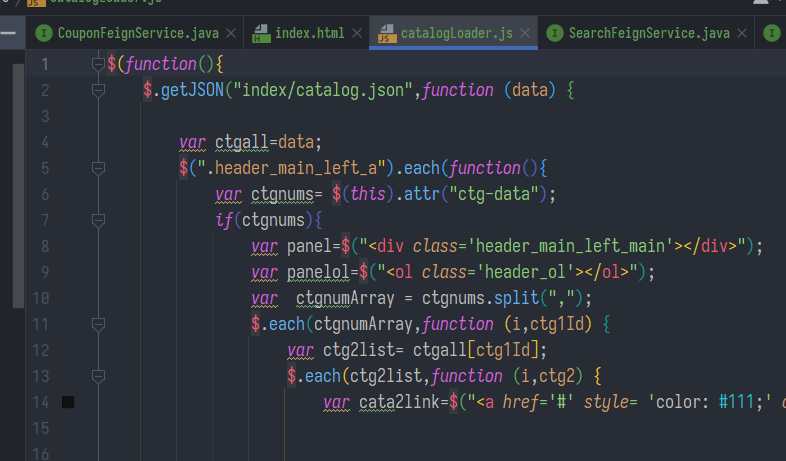 catalogLoader.js
CouponFeignService.java index.html catalogLoader.js SearchFeignService.java
1 $(function(){
2 $.getJSON("index/catalog.json",function (data) {
3
4 var ctgall=data;
5 $(".header_main_left_a").each(function(){
6 var ctgnums= $(this).attr("ctg-data");
7 if(ctgnums){
8 var panel=$("<div class='header_main_left_main'></div>");
9 var panelol=$("<ol class='header_ol'></ol>");
10 var ctgnumArray = ctgnums.split(",");
11 $.each(ctgnumArray,function (i,ctg1Id) {
12 var ctg2list= ctgall[ctg1Id];
13 $.each(ctg2list,function (i,ctg2) {
14 var cata2link=$("<a href='#' style= 'color: #111;'
15
16